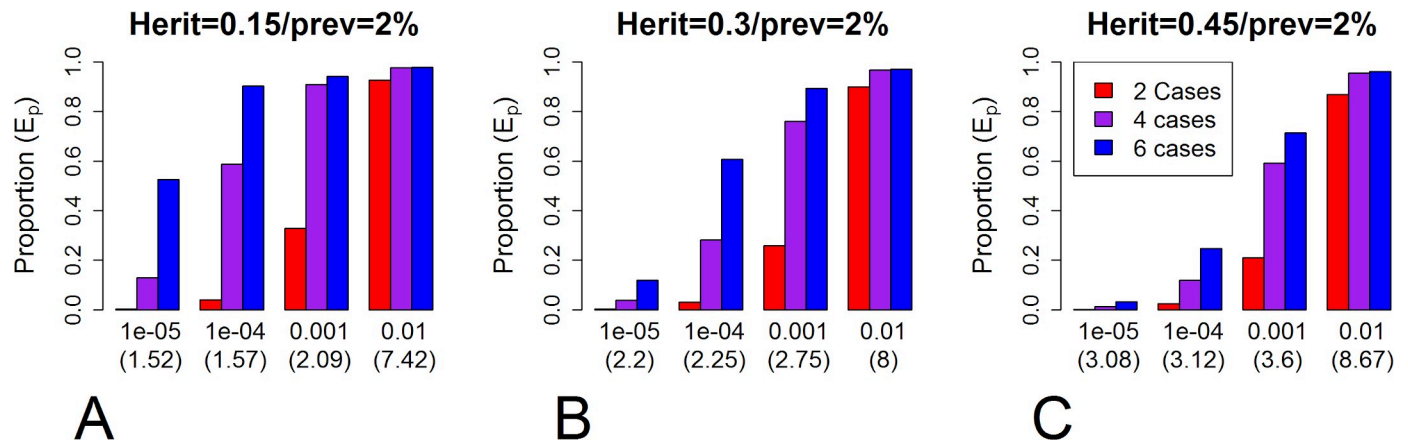 Herit=0.15/prev=2%
Proportion (Ep)
0.0
0.2
0.4
0.6
0.8
1.0
1e-05 1e-04 0.001 0.01
(1.52) (1.57) (2.09) (7.42)
A
Herit=0.3/prev=2%
Proportion (Ep)
0.0
0.2
0.4
0.6
0.8
1.0
1e-05 1e-04 0.001 0.01
(2.2) (2.25) (2.75) (8)
B
Herit=0.45/prev=2%
Proportion (Ep)
0.0
0.2
0.4
0.6
0.8
1.0
2 Cases
4 cases
6 cases
1e-05 1e-04 0.001 0.01
(3.08) (3.12) (3.6) (8.67)
C